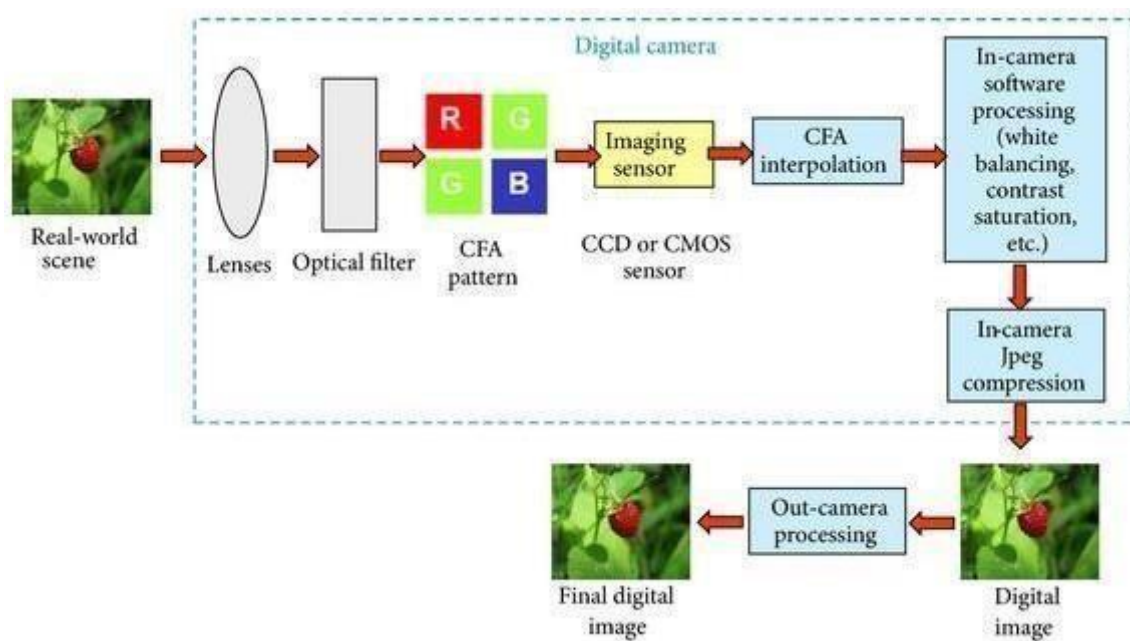 Digital camera
Real-world
scene
Lenses
Optical filter
R G
G B
CFA
pattern
Imaging
sensor
CCD or CMOS
sensor
CFA
interpolation
In-camera
software
processing
(white
balancing,
contrast
saturation,
etc.)
In-camera
Jpeg
compression
Digital
image
Out-camera
processing
Final digital
image